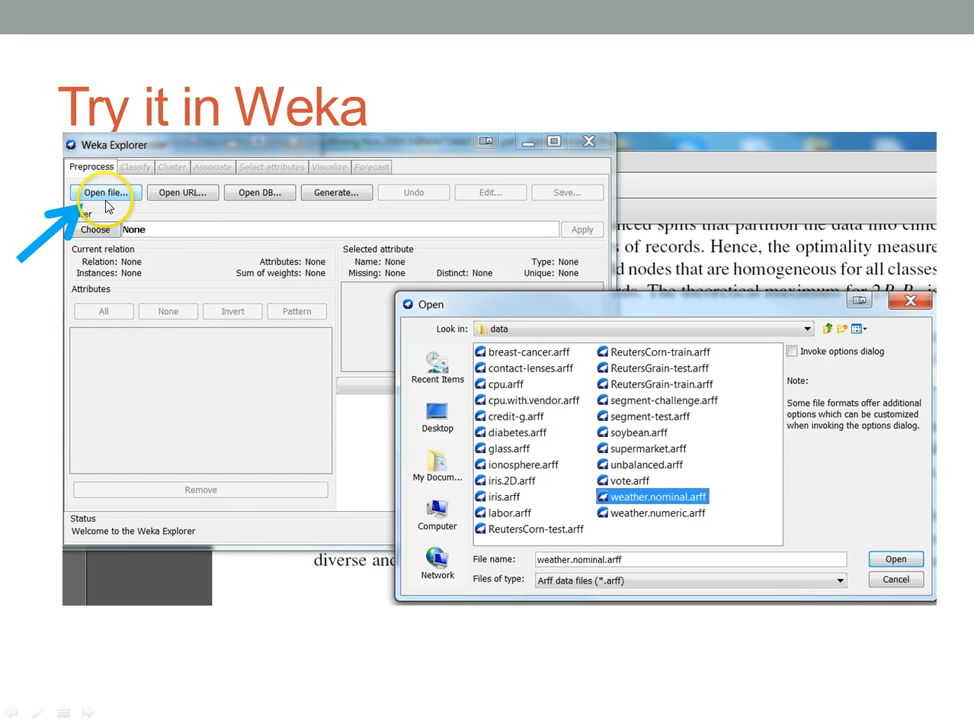 Try it in Weka
Weka Explorer
Preprocess Classify Cluster Associate Select attributes Visualize Forecast
Open file... Open URL... Open DB... Generate... Undo Edit... Save...
Choose None Apply
Current relation
Relation: None Attributes: None
Instances: None Sum of weights: None
Selected attribute
Name: None Type: None
Missing: None Distinct: None Unique: None
Attributes
All None Invert Pattern
Remove
Status
Welcome to the Weka Explorer
spits that partition the data into
of records. Hence, the optimality measure
d nodes that are homogeneous for all classes
diverse and
Open
Look in: data
Recent Items
Desktop
My Docum...
Computer
Network
breast-cancer.arff
contact-lenses.arff
cpu.arff
cpu.with.vendor.arff
credit-g.arff
diabetes.arff
glass.arff
ionosphere.arff
iris.2D.arff
iris.arff
labor.arff
ReutersCorn-test.arff
ReutersCorn-train.arff
ReutersGrain-test.arff
ReutersGrain-train.arff
segment-challenge.arff
segment-test.arff
soybean.arff
supermarket.arff
unbalanced.arff
vote.arff
weather.nominal.arff
weather.numeric.arff
Invoke options dialog
Note:
Some file formats offer additional
options which can be customized
when invoking the options dialog.
File name: weather.nominal.arff Open
Files of type: Arff data files (*.arff) Cancel